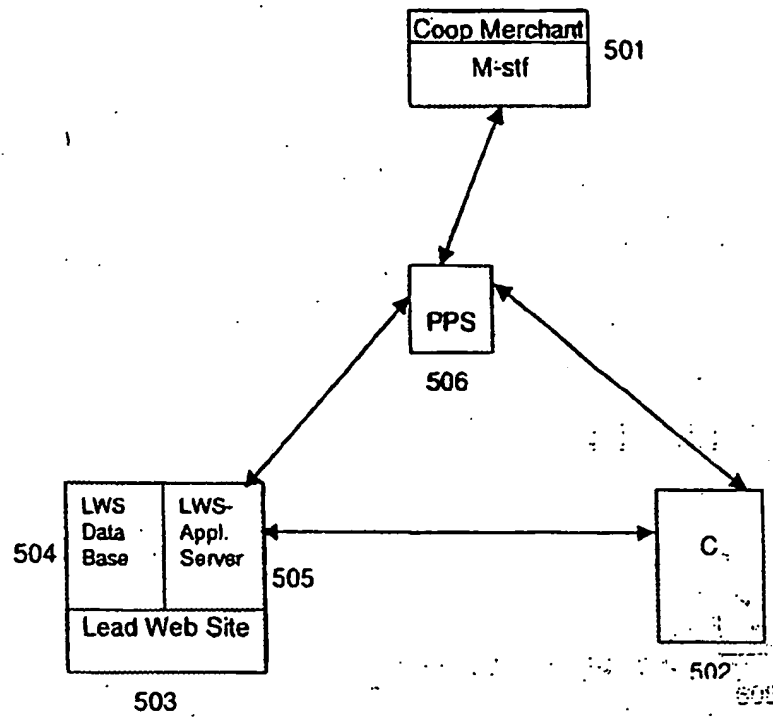 Coop Merchant
M-stf
501
PPS
506
LWS
Data
Base
LWS-
Appl.
Server
504
505
Lead Web Site
503
C
502